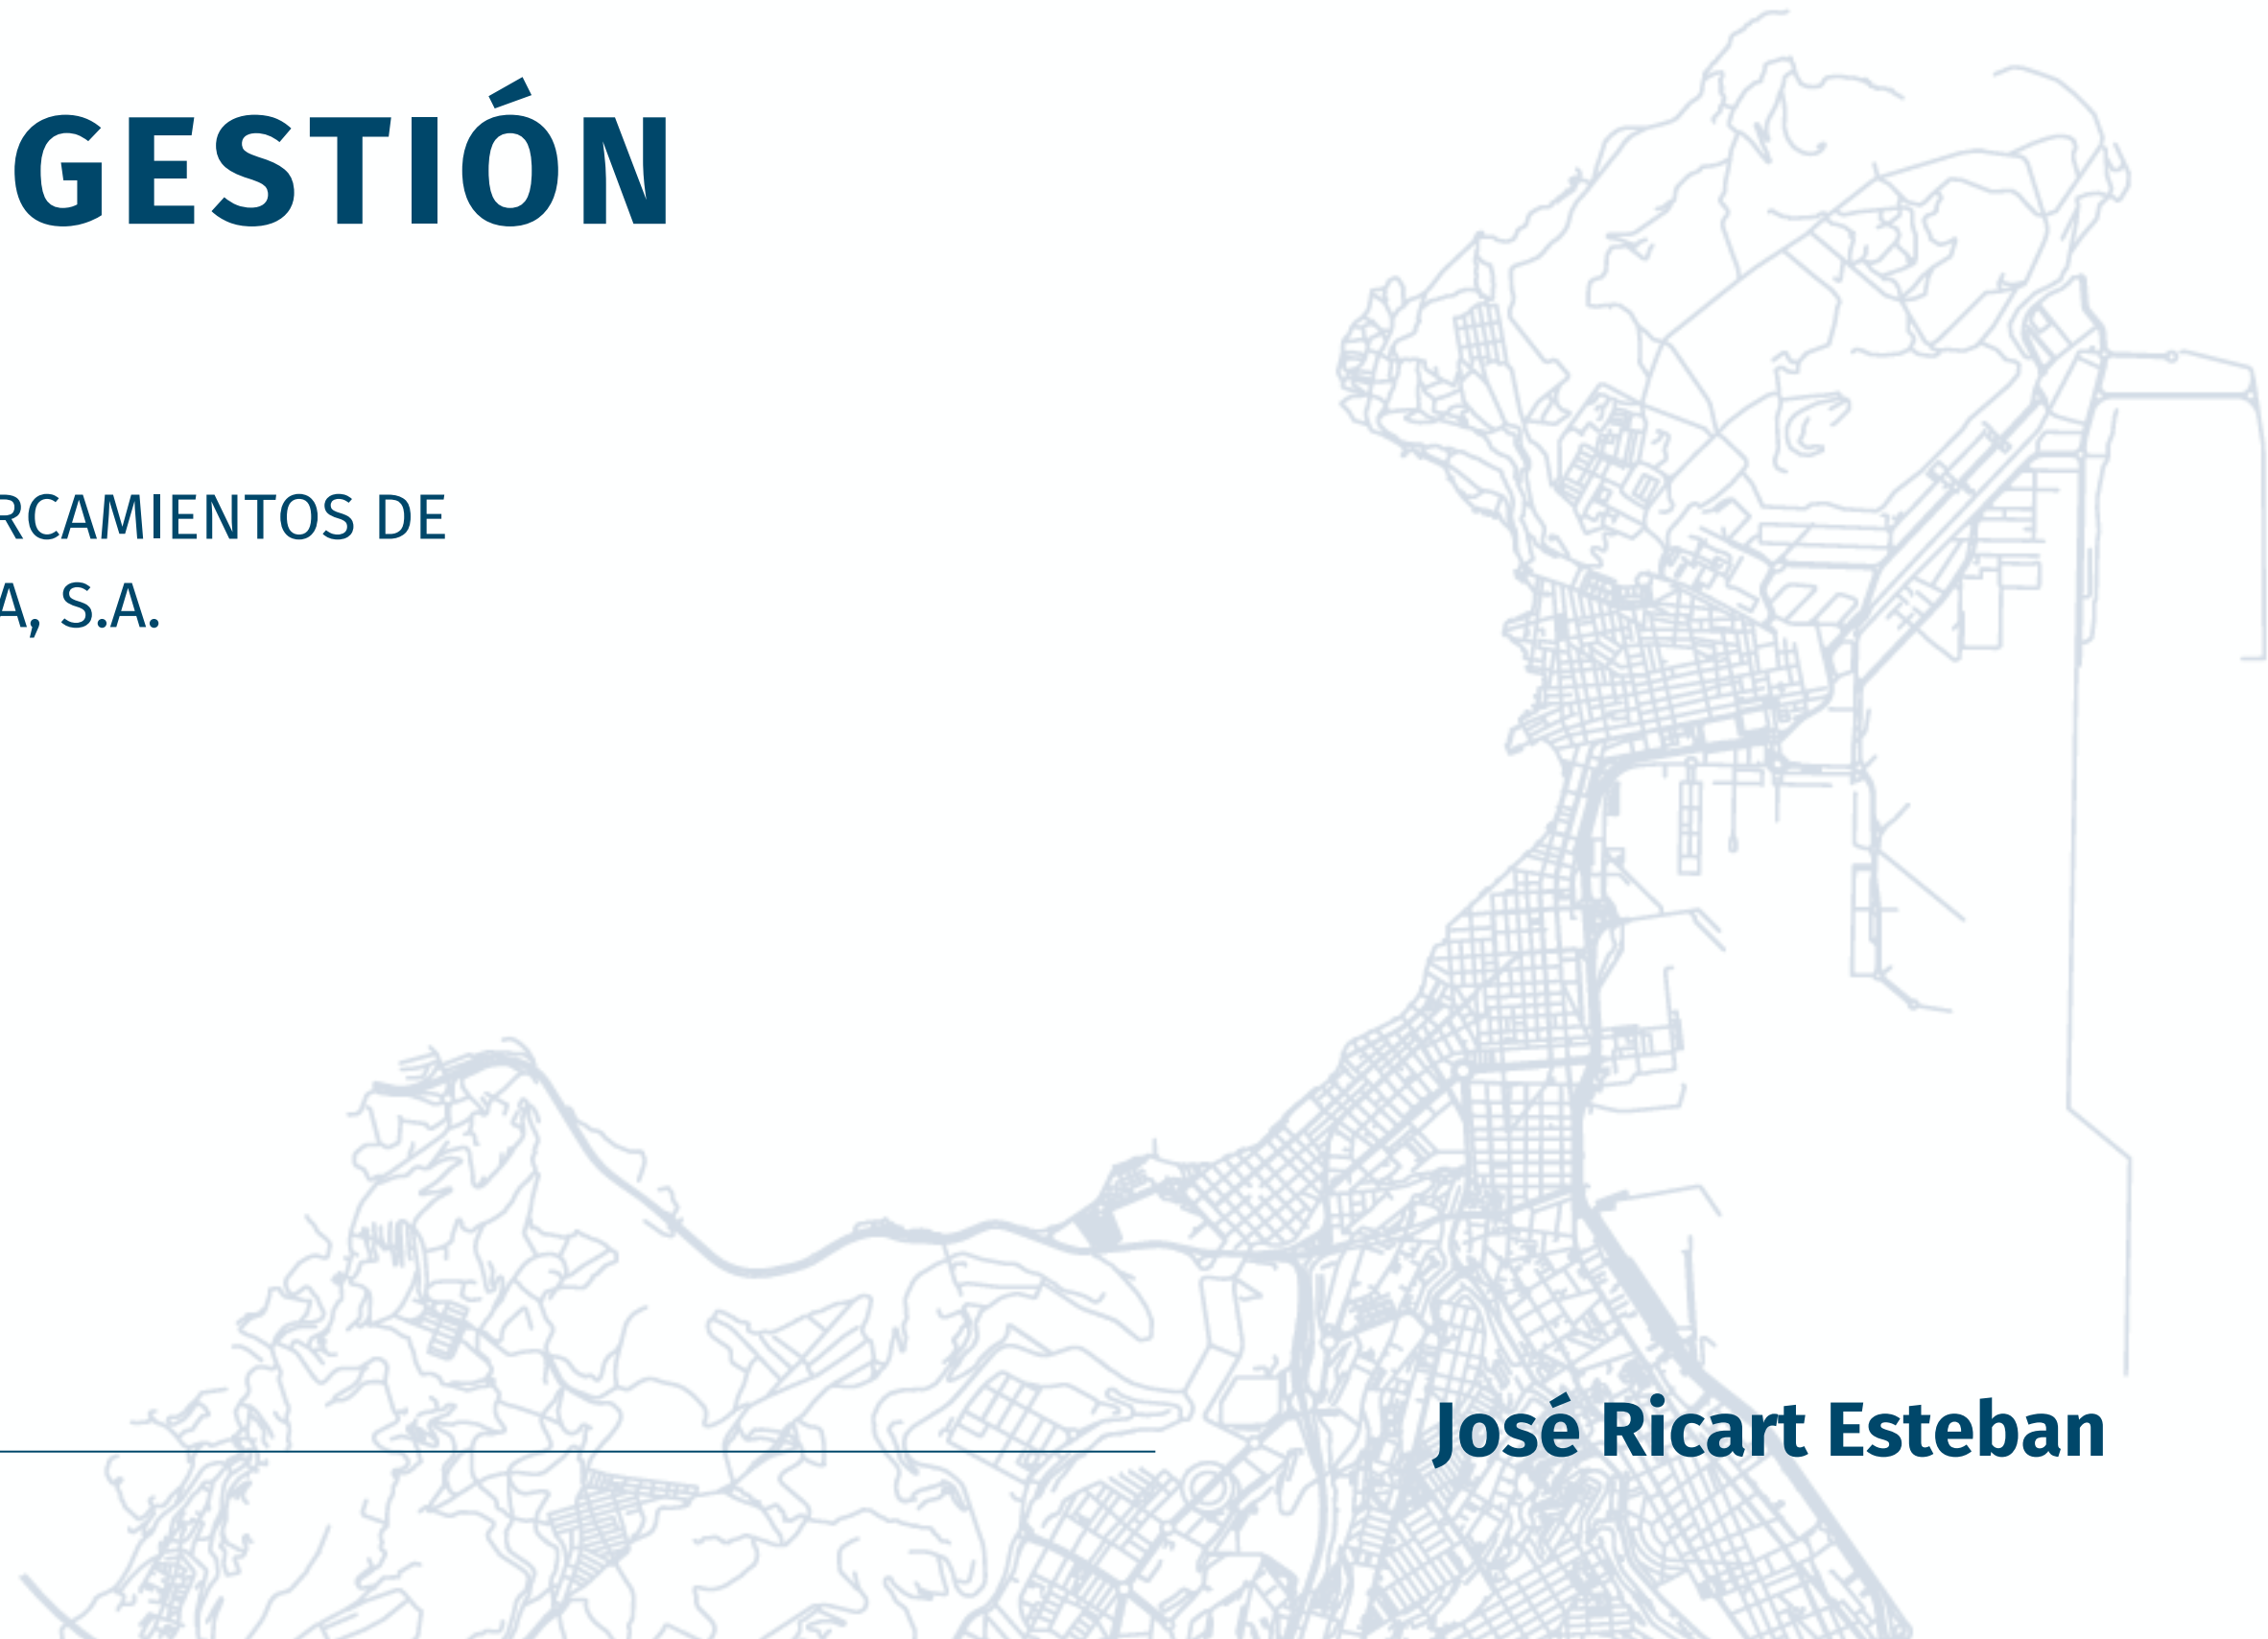 GESTIÓN
RCAMIENTOS DE
A, S.A.
José Ricart Esteban